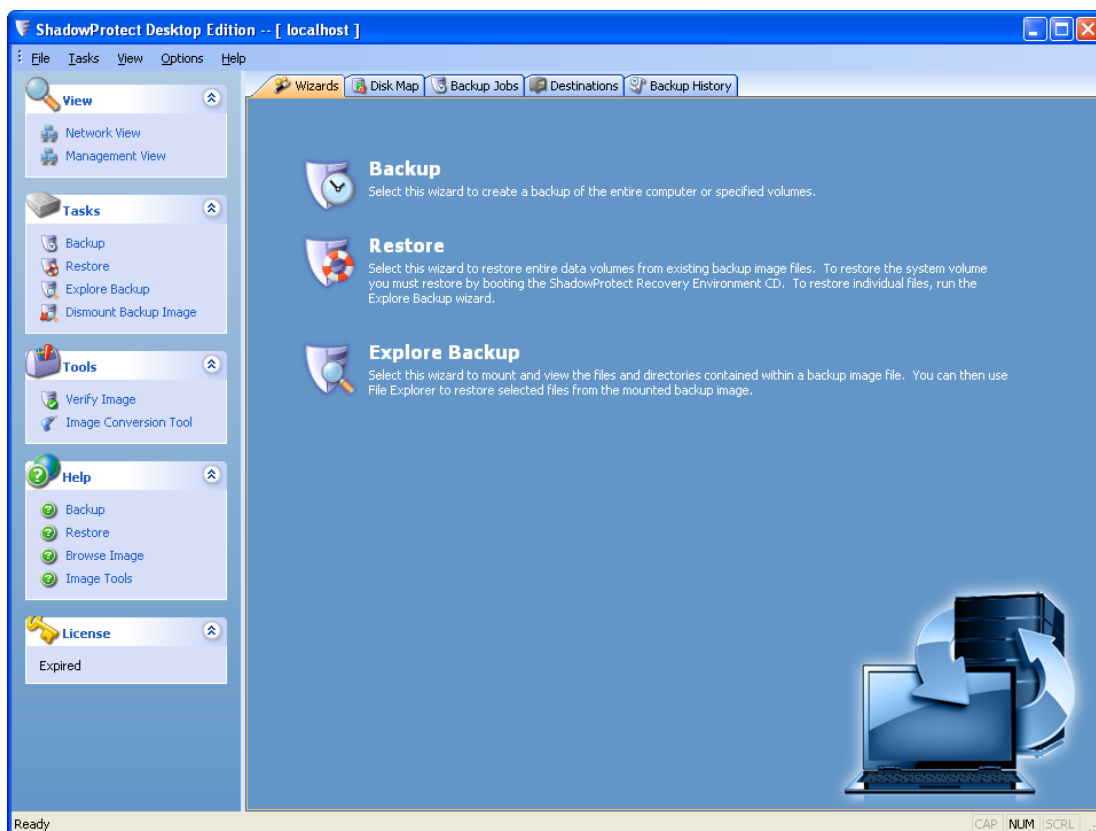 ShadowProtect Desktop Edition -- [ localhost ]
File Tasks View Options Help
View
Network View
Management View
Tasks
Backup
Restore
Explore Backup
Dismount Backup Image
Tools
Verify Image
Image Conversion Tool
Help
Backup
Restore
Browse Image
Image Tools
License
Expired
Wizards Disk Map Backup Jobs Destinations Backup History
Backup
Select this wizard to create a backup of the entire computer or specified volumes.
Restore
Select this wizard to restore entire data volumes from existing backup image files. To restore the system volume
you must restore by booting the ShadowProtect Recovery Environment CD. To restore individual files, run the
Explore Backup wizard.
Explore Backup
Select this wizard to mount and view the files and directories contained within a backup image file. You can then use
File Explorer to restore selected files from the mounted backup image.
Ready
CAP NUM SCRL